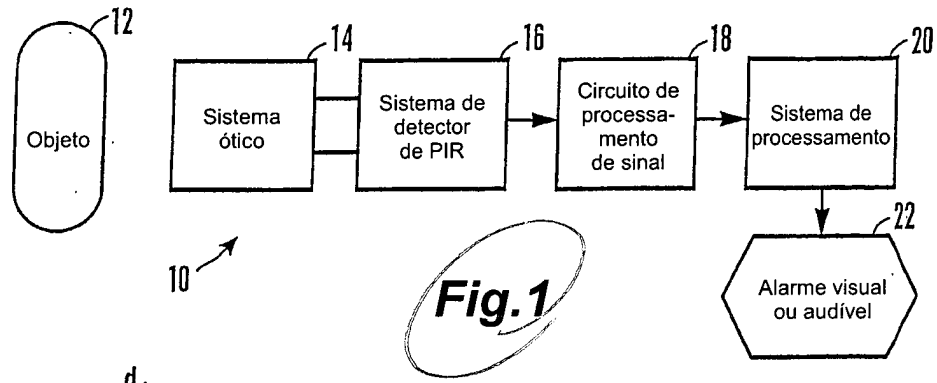 12
14
16
18
20
Objeto
Sistema
ótico
Sistema de
detector
de PIR
Circuito de
processa-
mento
de sinal
Sistema de
processamento
10
22
Fig.1
Alarme visual
ou audível
d